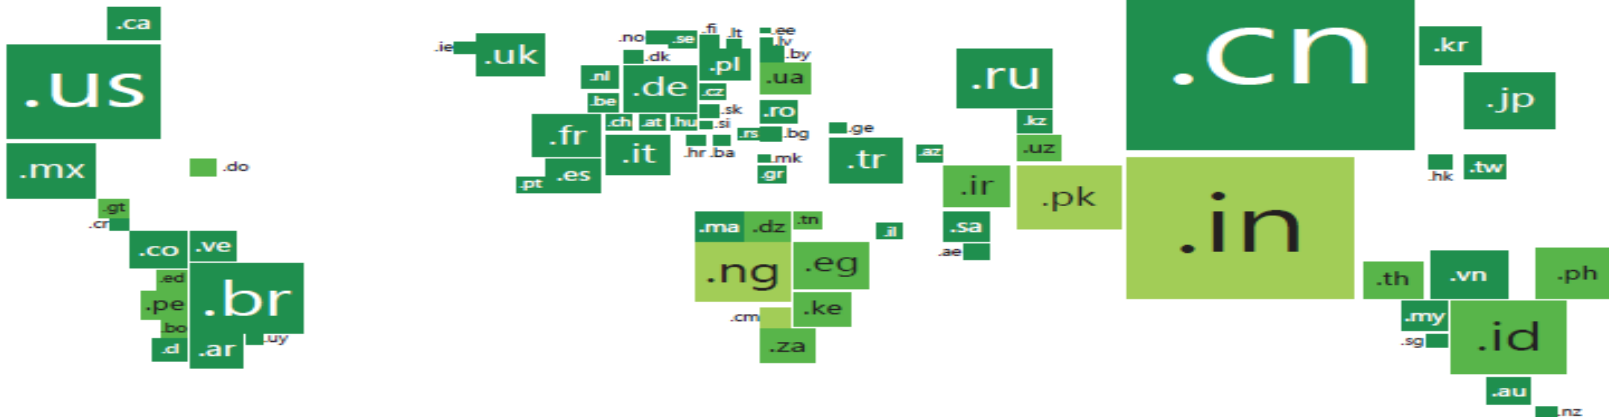 .ca
.us
.mx
.do
.gt
.cr
.co
.ve
.ed
.pe
.br
.bo
.cl
.ar
.uy
.ie
.uk
.no
.se
.fi
.lt
.ee
.lv
.by
.dk
.pl
.ua
.nl
.de
.be
.cz
.sk
.ro
.fr
.ch
.at
.hu
.si
.rs
.bg
.it
.hr
.ba
.mk
.gr
.pt
.es
.ge
.tr
.az
.ru
.kz
.uz
.ir
.pk
.sa
.ae
.il
.ma
.dz
.tn
.ng
.eg
.cm
.ke
.za
.cn
.kr
.jp
.hk
.tw
.in
.th
.vn
.ph
.my
.sg
.id
.au
.nz